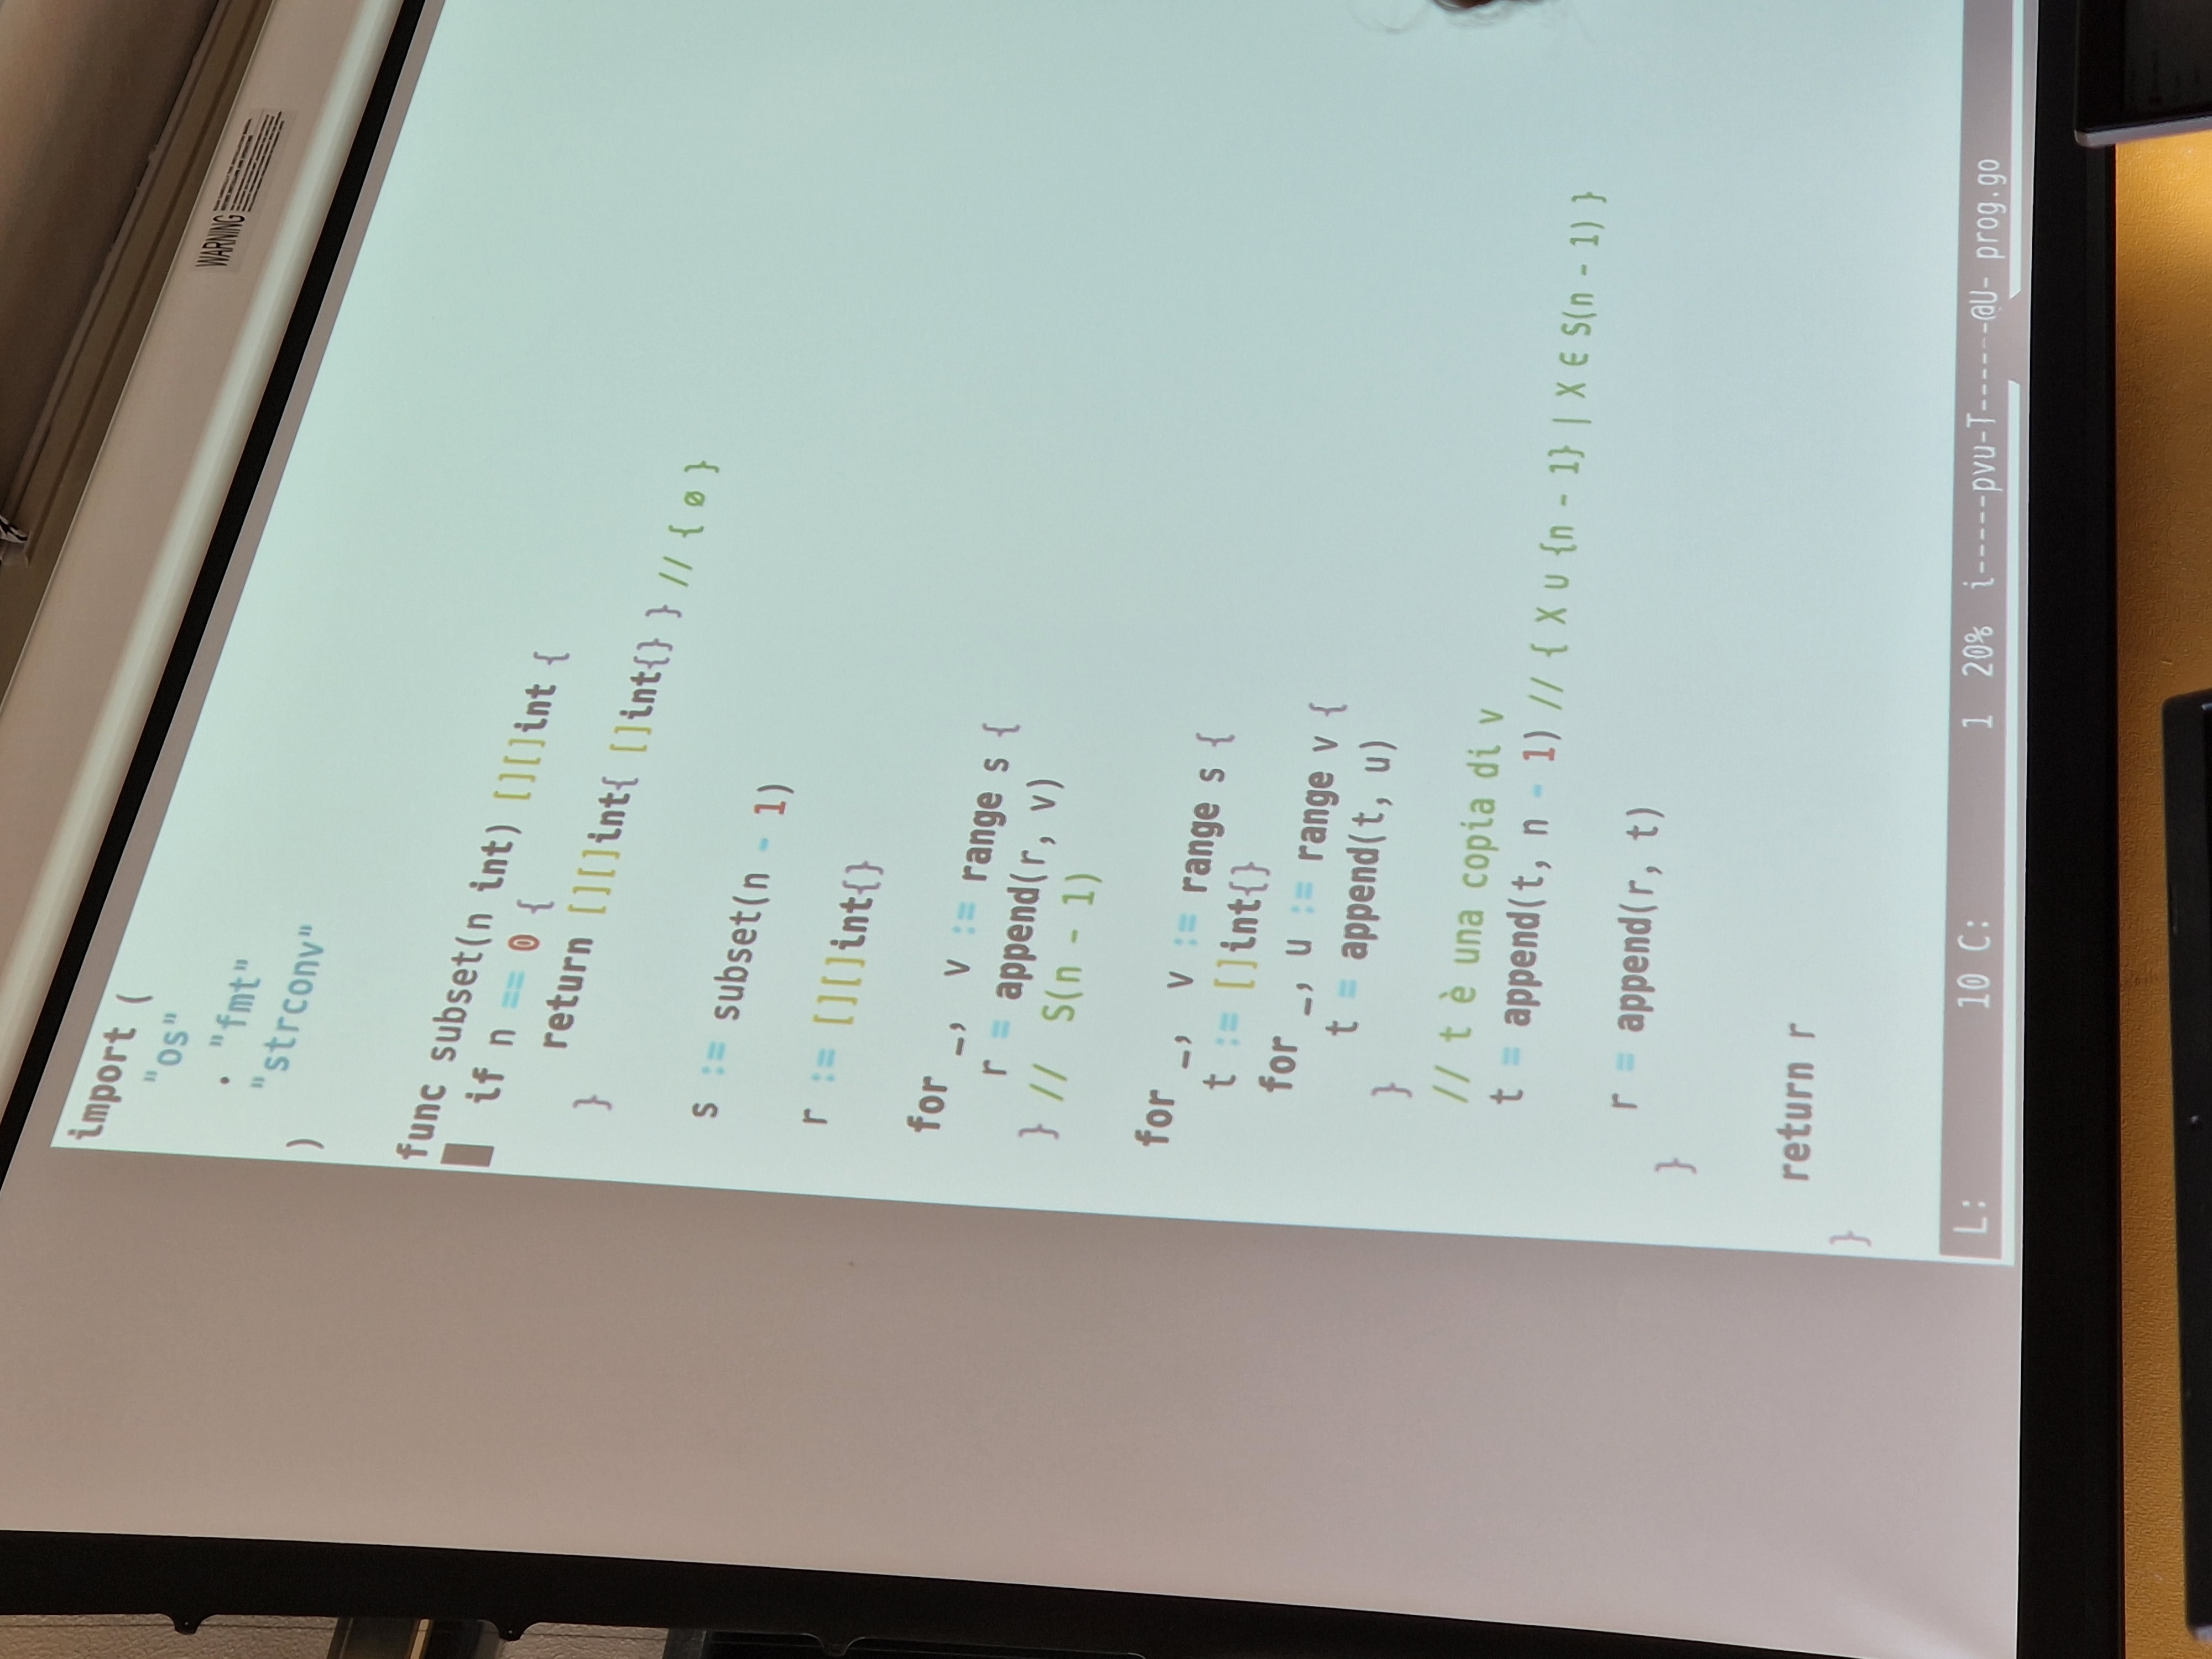 import (
"os"
. "fmt"
"strconv"
)
func subset(n int) [][]int {
if n == 0 {
return [][]int{ []int{} } // { ø }
}
s := subset(n - 1)
r := [][]int{}
for _,  v := range s {
r = append(r, v)
} //  S(n - 1)
for _,  v := range s {
t := []int{}
for _, u := range v {
t = append(t, u)
}
// t è una copia di v
t = append(t, n - 1) // { X ∪ {n - 1} | X ∈ S(n - 1) }
r = append(r, t)
}
return r
}
L: 10 C: 1 20% i-----pvu-T------@U- prog.go
WARNING